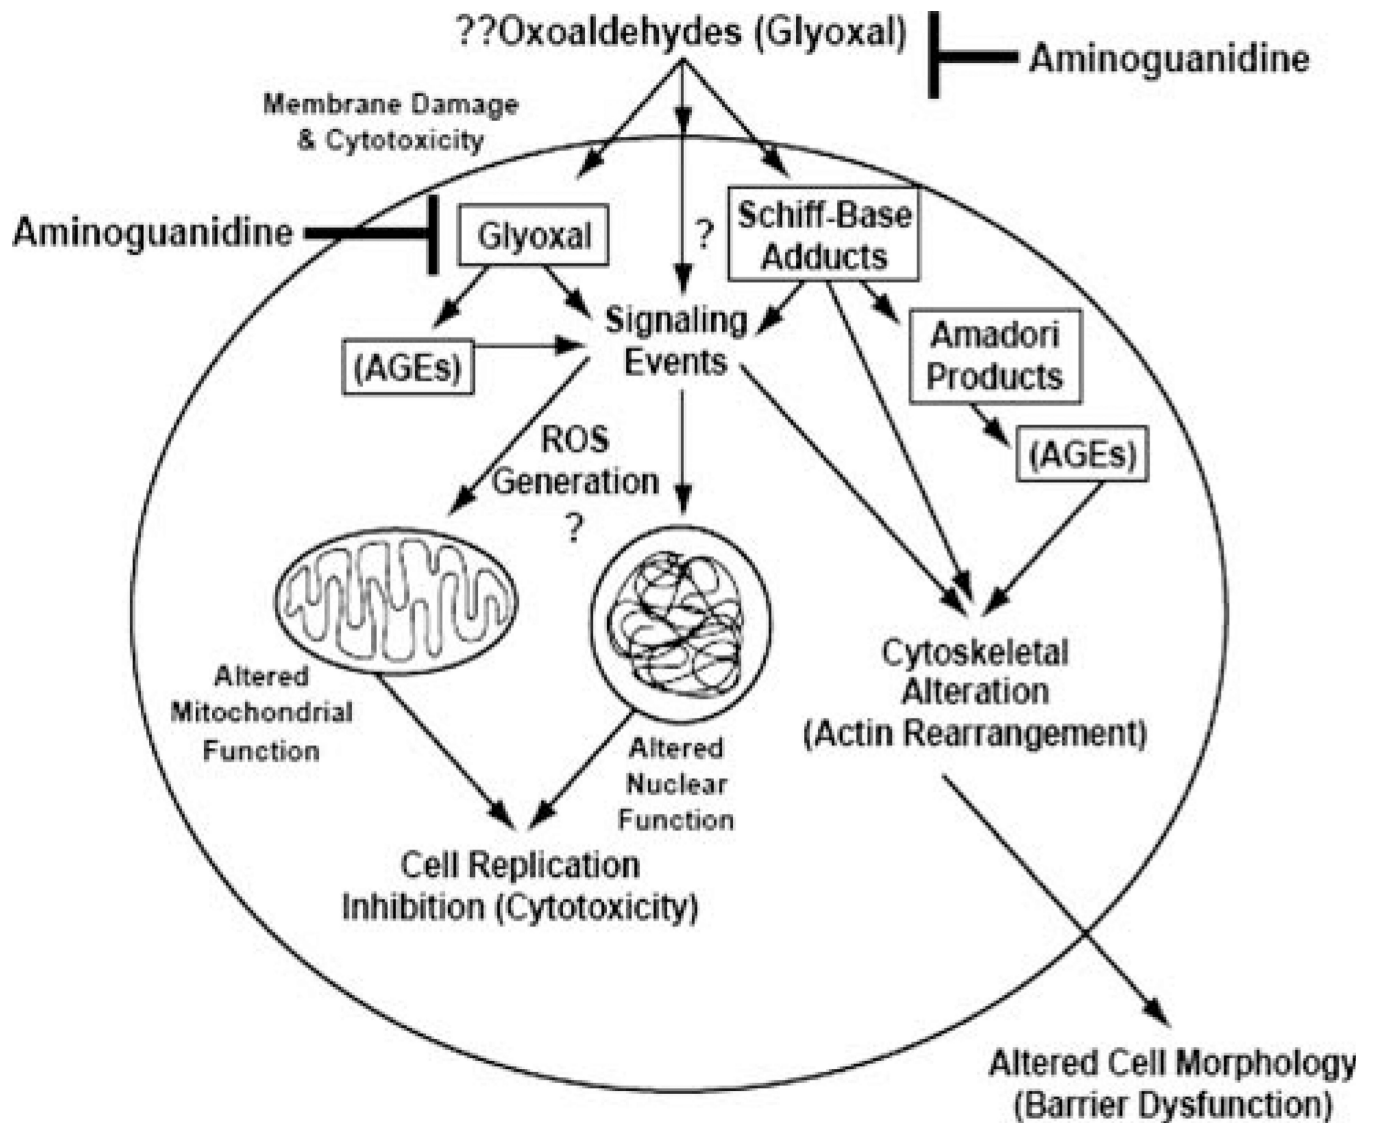 ??Oxoaldehydes (Glyoxal)
Aminoguanidine
Membrane Damage
& Cytotoxicity
Aminoguanidine
Glyoxal
?
Schiff-Base
Adducts
(AGEs)
Signaling
Events
Amadori
Products
(AGEs)
ROS
Generation
?
Altered
Mitochondrial
Function
Altered
Nuclear
Function
Cytoskeletal
Alteration
(Actin Rearrangement)
Cell Replication
Inhibition (Cytotoxicity)
Altered Cell Morphology
(Barrier Dysfunction)